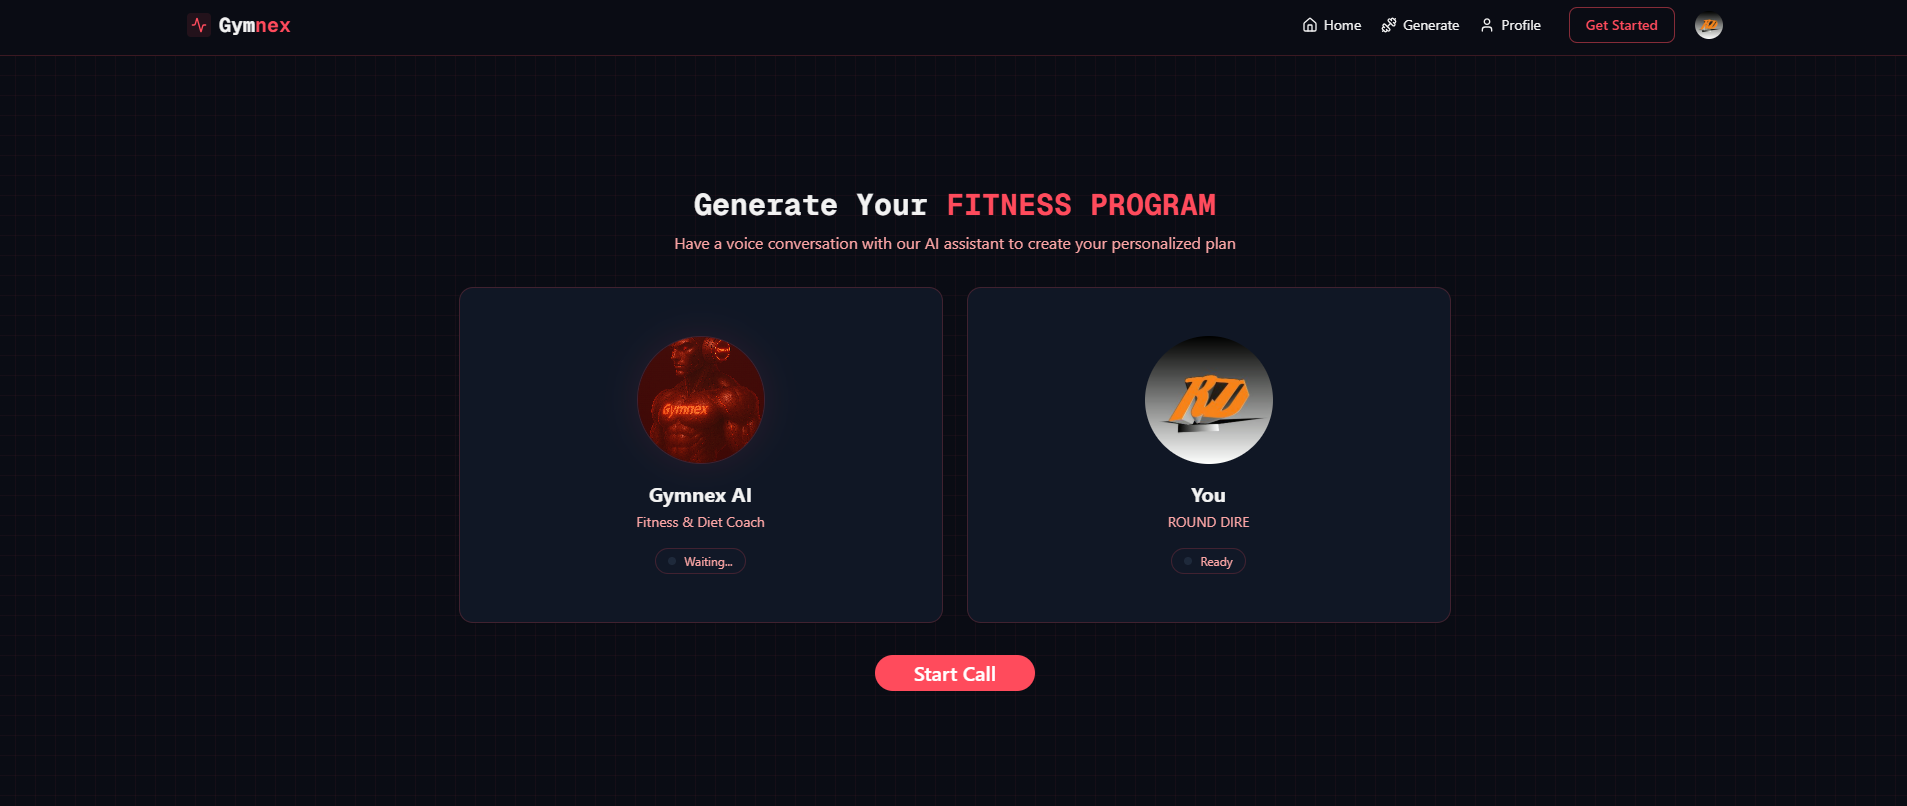 Gymnex
Home
Generate
Profile
Get Started
Generate Your FITNESS PROGRAM
Have a voice conversation with our AI assistant to create your personalized plan
Gymnex
RD
Gymnex AI
Fitness & Diet Coach
Waiting...
You
ROUND DIRE
Ready
Start Call